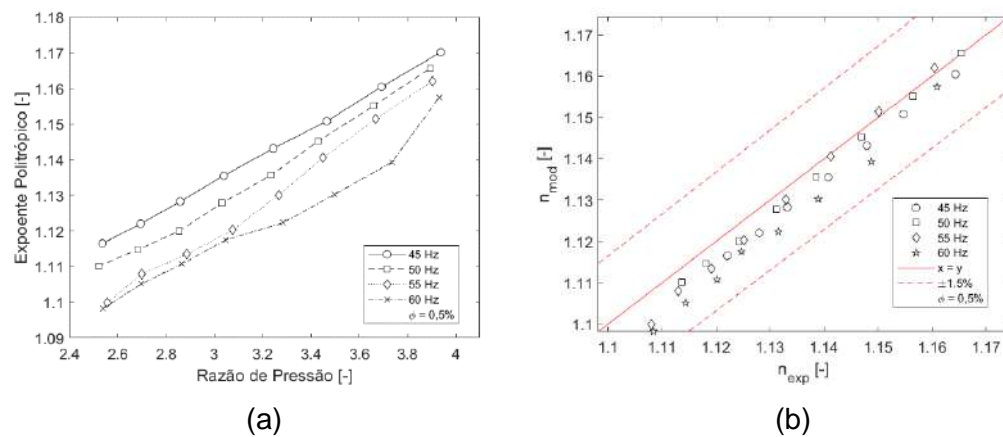 1.18
1.17
1.16
1.15
1.14
1.13
1.12
1.11
1.1
1.09
Expoente Politrópico [-]
45 Hz
50 Hz
55 Hz
60 Hz
ϕ = 0,5%
2.4 2.6 2.8 3 3.2 3.4 3.6 3.8 4
Razão de Pressão [-]
(a)
1.17
1.16
1.15
1.14
1.13
1.12
1.11
1.1
n_mod [-]
45 Hz
50 Hz
55 Hz
60 Hz
x = y
±1.5%
ϕ = 0,5%
1.1 1.11 1.12 1.13 1.14 1.15 1.16 1.17
n_exp [-]
(b)